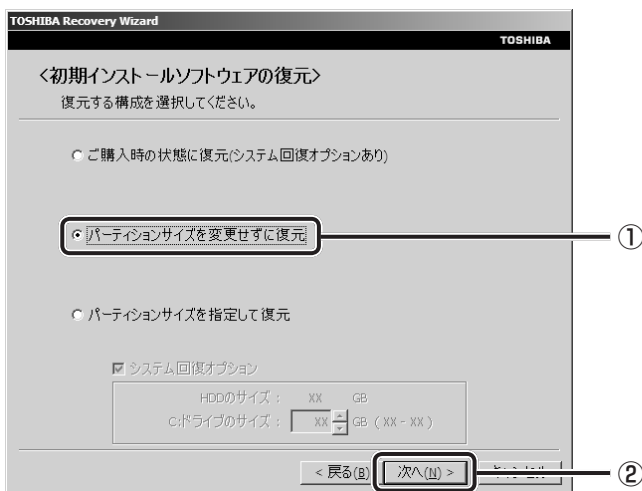 TOSHIBA Recovery Wizard
TOSHIBA
<初期インストールソフトウェアの復元>
復元する構成を選択してください。
ご購入時の状態に復元(システム回復オプションあり)
パーティションサイズを変更せずに復元
①
パーティションサイズを指定して復元
システム回復オプション
HDDのサイズ： XX GB
C:ドライブのサイズ： XX GB ( XX - XX )
< 戻る(B) 次へ(N) >
②